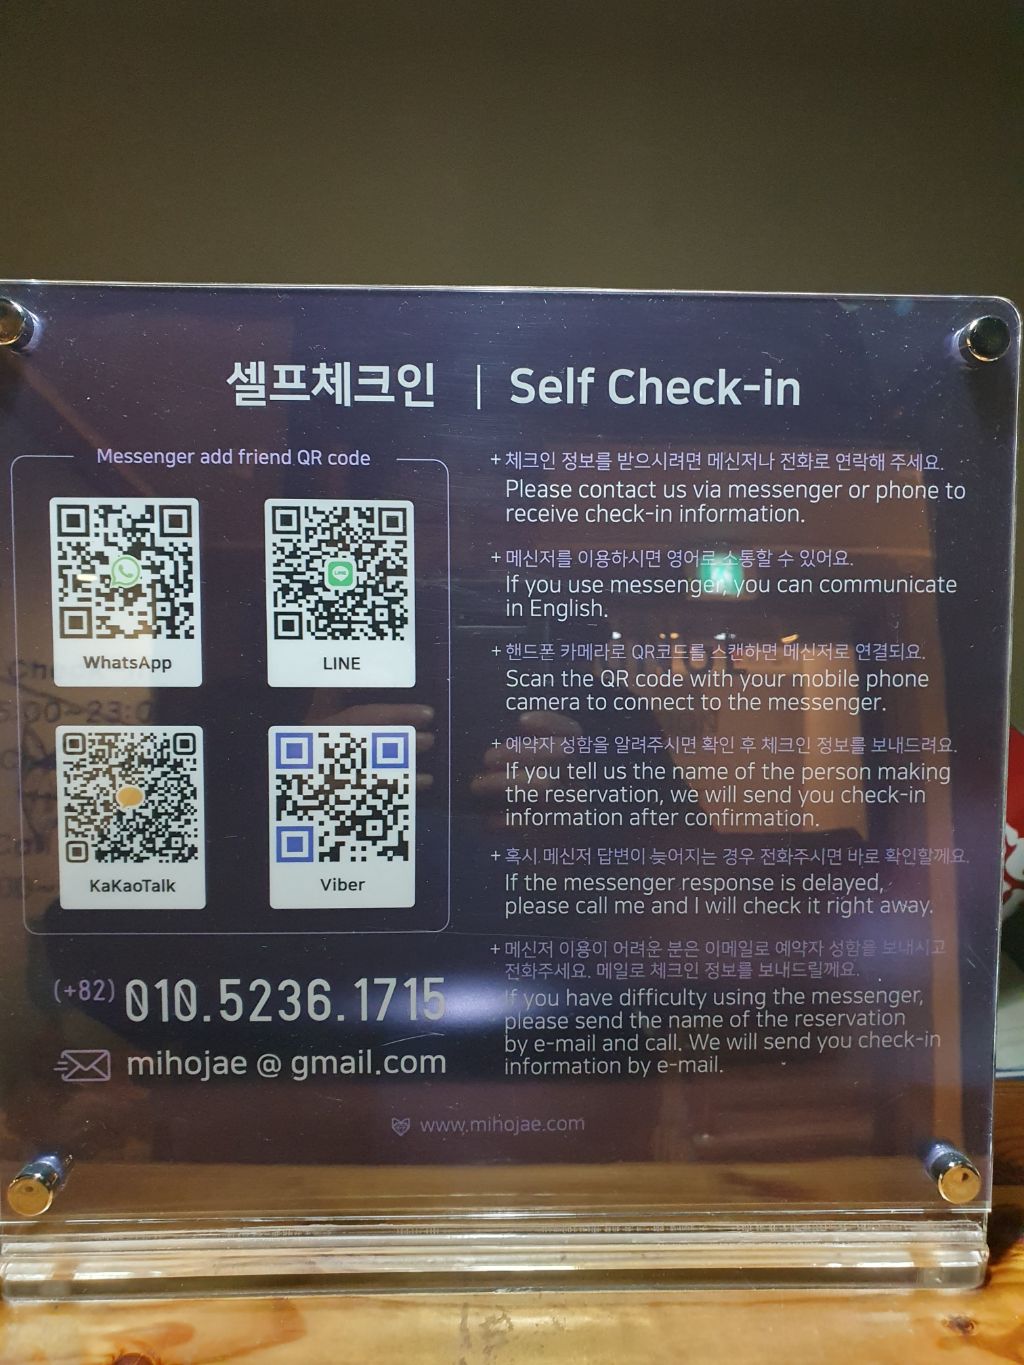 셀프체크인 | Self Check-in
Messenger add friend QR code
WhatsApp
LINE
KaKaoTalk
Viber
(+82) 010.5236.1715
mihojae @ gmail.com
+ 체크인 정보를 받으시려면 메신저나 전화로 연락해 주세요.
Please contact us via messenger or phone to
receive check-in information.
+ 메신저를 이용하시면 영어로 소통할 수 있어요.
If you use messenger, you can communicate
in English.
+ 핸드폰 카메라로 QR코드를 스캔하면 메신저로 연결되요.
Scan the QR code with your mobile phone
camera to connect to the messenger.
+ 예약자 성함을 알려주시면 확인 후 체크인 정보를 보내드려요.
If you tell us the name of the person making
the reservation, we will send you check-in
information after confirmation.
+ 혹시 메신저 답변이 늦어지는 경우 전화주시면 바로 확인할께요.
If the messenger response is delayed,
please call me and I will check it right away.
+ 메신저 이용이 어려운 분은 이메일로 예약자 성함을 보내시고
전화주세요. 메일로 체크인 정보를 보내드릴께요.
If you have difficulty using the messenger,
please send the name of the reservation
by e-mail and call. We will send you check-in
information by e-mail.
www.mihojae.com